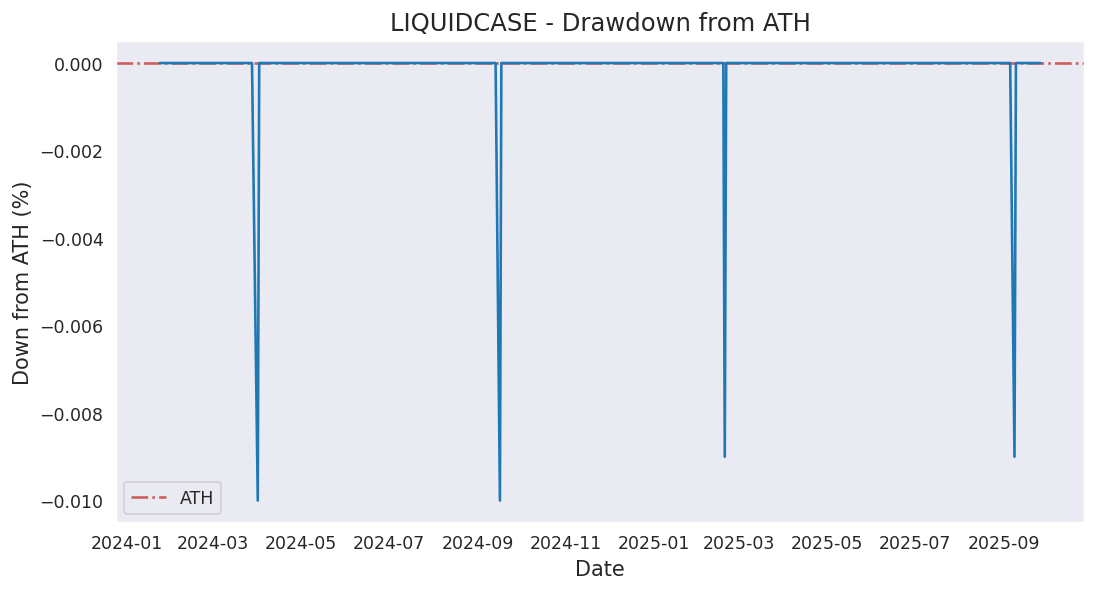 LIQUIDCASE - Drawdown from ATH
Down from ATH (%)
0.000
−0.002
−0.004
−0.006
−0.008
−0.010
ATH
2024-01 2024-03 2024-05 2024-07 2024-09 2024-11 2025-01 2025-03 2025-05 2025-07 2025-09
Date